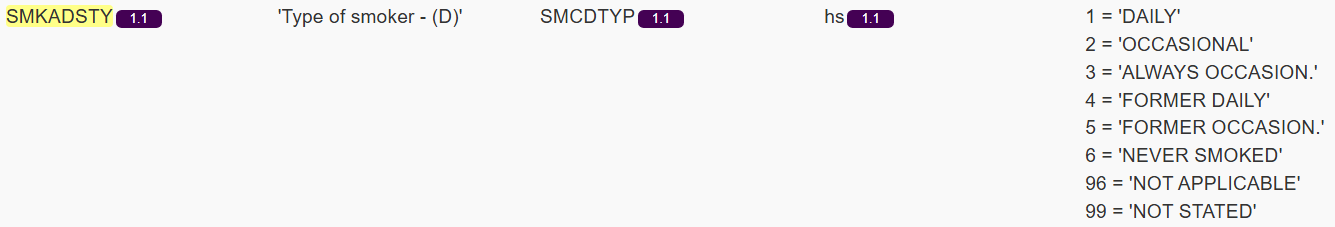 SMKADSTY 1.1 'Type of smoker - (D)' SMCDTYP 1.1 hs 1.1 1 = 'DAILY'
2 = 'OCCASIONAL'
3 = 'ALWAYS OCCASION.'
4 = 'FORMER DAILY'
5 = 'FORMER OCCASION.'
6 = 'NEVER SMOKED'
96 = 'NOT APPLICABLE'
99 = 'NOT STATED'